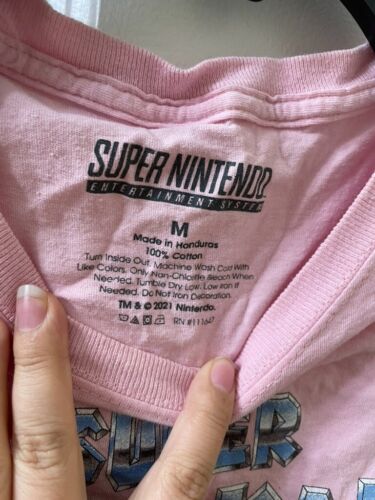 SUPER NINTENDO
ENTERTAINMENT SYSTEM
M
Made in Honduras
100% Cotton
Turn Inside Out. Machine Wash Cold With
Like Colors. Only Non-Chlorine Bleach When
Needed. Tumble Dry Low. Low Iron If
Needed. Do Not Iron Decoration.
TM & © 2021 Nintendo.
RN #111647
SUPER